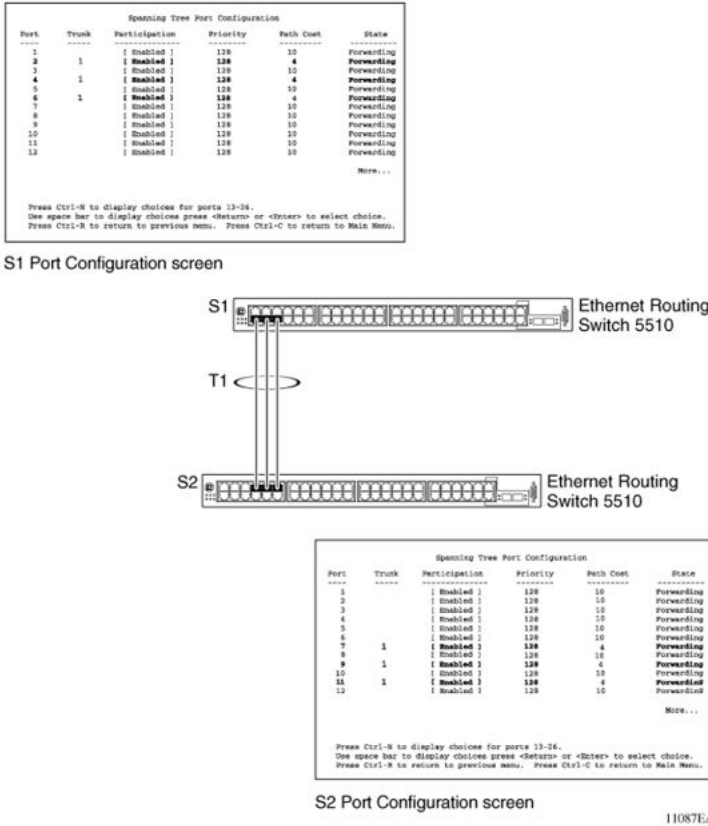 Spanning Tree Port Configuration
Port Trunk Participation Priority Path Cost State
---- ----- ------------- -------- --------- ----------
1 [ Enabled ] 128 10 Forwarding
2 1 [ Enabled ] 128 4 Forwarding
3 [ Enabled ] 128 10 Forwarding
4 1 [ Enabled ] 128 4 Forwarding
5 [ Enabled ] 128 10 Forwarding
6 1 [ Enabled ] 128 4 Forwarding
7 [ Enabled ] 128 10 Forwarding
8 [ Enabled ] 128 10 Forwarding
9 [ Enabled ] 128 10 Forwarding
10 [ Enabled ] 128 10 Forwarding
11 [ Enabled ] 128 10 Forwarding
12 [ Enabled ] 128 10 Forwarding
More...
Press Ctrl-N to display choices for ports 13-26.
Use space bar to display choices press <Return> or <Enter> to select choice.
Press Ctrl-R to return to previous menu. Press Ctrl-C to return to Main Menu.
S1 Port Configuration screen
S1
Ethernet Routing
Switch 5510
T1
S2
Ethernet Routing
Switch 5510
Spanning Tree Port Configuration
Port Trunk Participation Priority Path Cost State
---- ----- ------------- -------- --------- ----------
1 [ Enabled ] 128 10 Forwarding
2 [ Enabled ] 128 10 Forwarding
3 [ Enabled ] 128 10 Forwarding
4 [ Enabled ] 128 10 Forwarding
5 [ Enabled ] 128 10 Forwarding
6 [ Enabled ] 128 10 Forwarding
7 1 [ Enabled ] 128 4 Forwarding
8 [ Enabled ] 128 10 Forwarding
9 1 [ Enabled ] 128 4 Forwarding
10 [ Enabled ] 128 10 Forwarding
11 1 [ Enabled ] 128 4 Forwarding
12 [ Enabled ] 128 10 Forwarding
More...
Press Ctrl-N to display choices for ports 13-26.
Use space bar to display choices press <Return> or <Enter> to select choice.
Press Ctrl-R to return to previous menu. Press Ctrl-C to return to Main Menu.
S2 Port Configuration screen